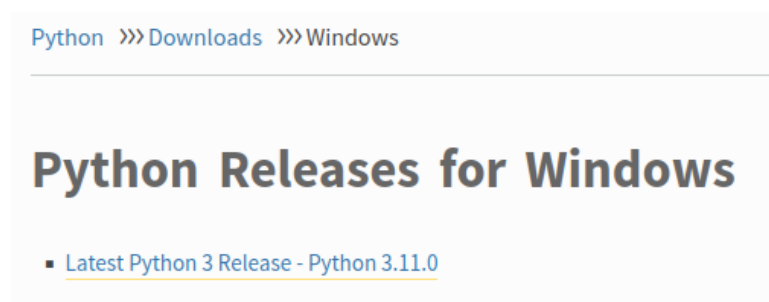 Python >>> Downloads >>> Windows
Python Releases for Windows
Latest Python 3 Release - Python 3.11.0